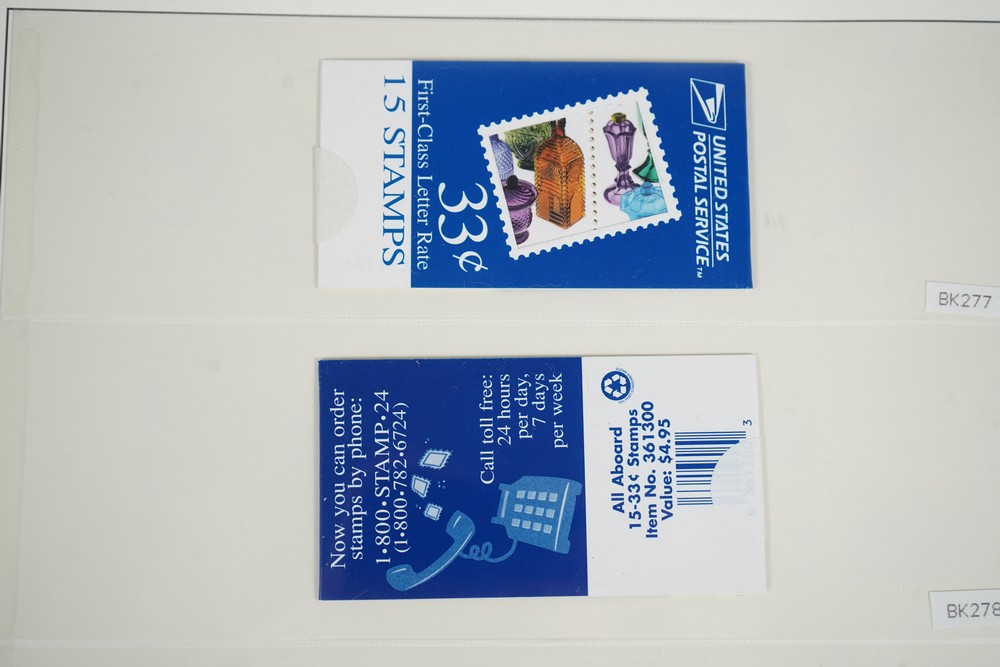 UNITED STATES
POSTAL SERVICE™
33¢
First-Class Letter Rate
15 STAMPS
BK277
Now you can order
stamps by phone:
1•800•STAMP•24
(1•800•782•6724)
Call toll free:
24 hours
per day,
7 days
per week
All Aboard
15-33¢ Stamps
Item No. 361300
Value: $4.95
3
BK278